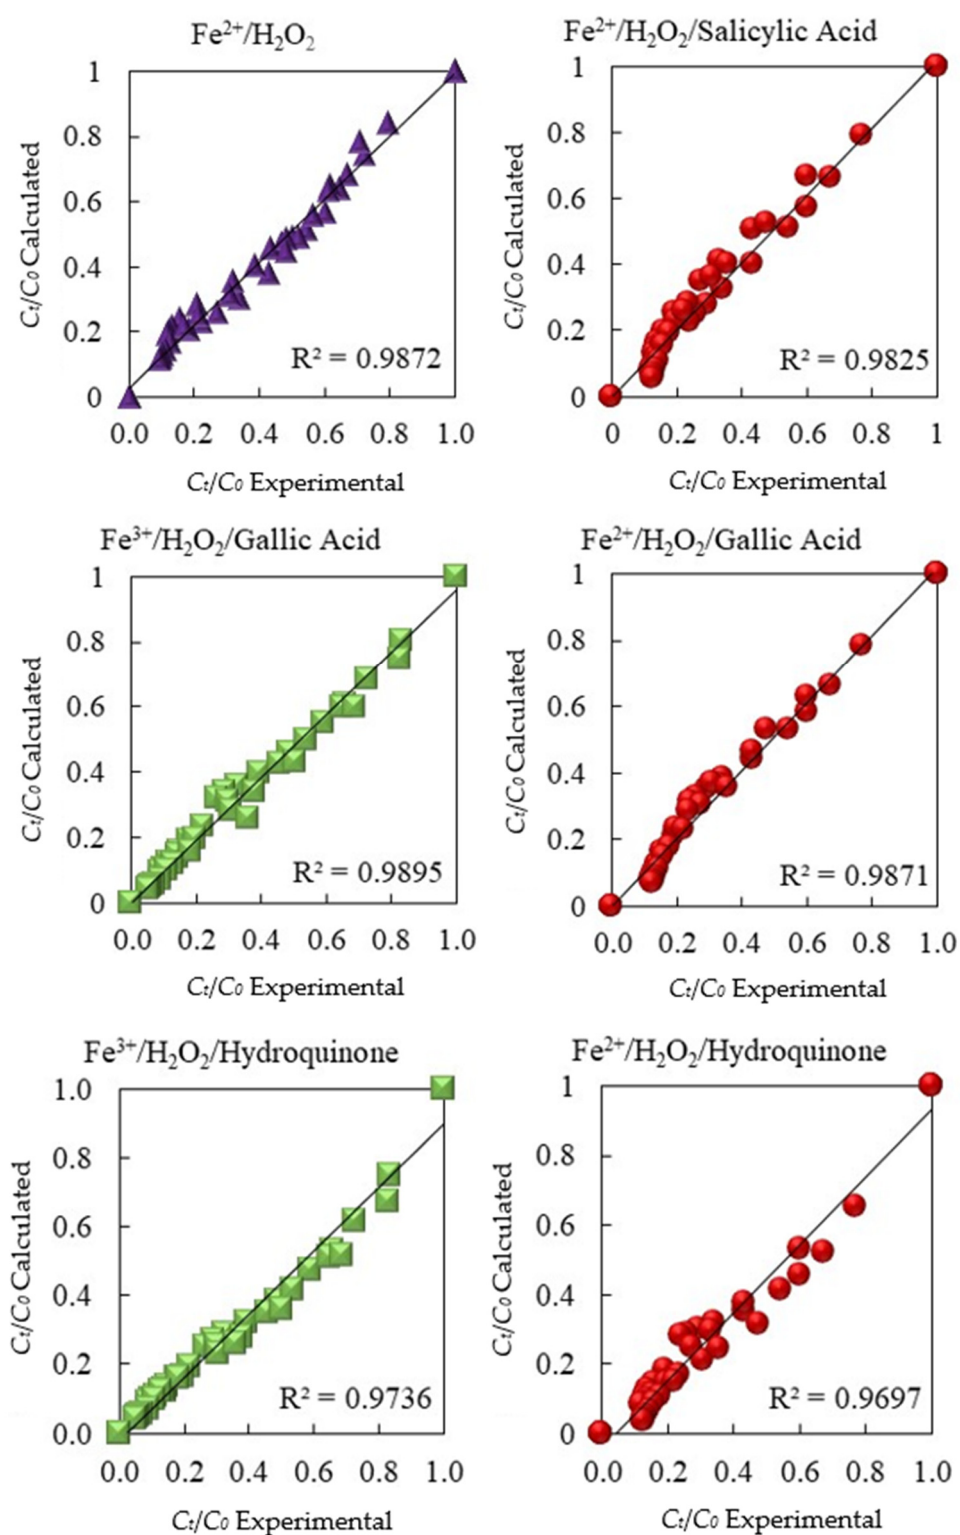 Fe²⁺/H₂O₂
1
0.8
0.6
0.4
0.2
0
Cₜ/C₀ Calculated
R² = 0.9872
0.0 0.2 0.4 0.6 0.8 1.0
Cₜ/C₀ Experimental
Fe²⁺/H₂O₂/Salicylic Acid
1
0.8
0.6
0.4
0.2
0
Cₜ/C₀ Calculated
R² = 0.9825
0 0.2 0.4 0.6 0.8 1
Cₜ/C₀ Experimental
Fe³⁺/H₂O₂/Gallic Acid
1
0.8
0.6
0.4
0.2
0
Cₜ/C₀ Calculated
R² = 0.9895
0.0 0.2 0.4 0.6 0.8 1.0
Cₜ/C₀ Experimental
Fe²⁺/H₂O₂/Gallic Acid
1
0.8
0.6
0.4
0.2
0
Cₜ/C₀ Calculated
R² = 0.9871
0.0 0.2 0.4 0.6 0.8 1.0
Cₜ/C₀ Experimental
Fe³⁺/H₂O₂/Hydroquinone
1.0
0.8
0.6
0.4
0.2
0.0
Cₜ/C₀ Calculated
R² = 0.9736
0.0 0.2 0.4 0.6 0.8 1.0
Cₜ/C₀ Experimental
Fe²⁺/H₂O₂/Hydroquinone
1
0.8
0.6
0.4
0.2
0
Cₜ/C₀ Calculated
R² = 0.9697
0.0 0.2 0.4 0.6 0.8 1.0
Cₜ/C₀ Experimental